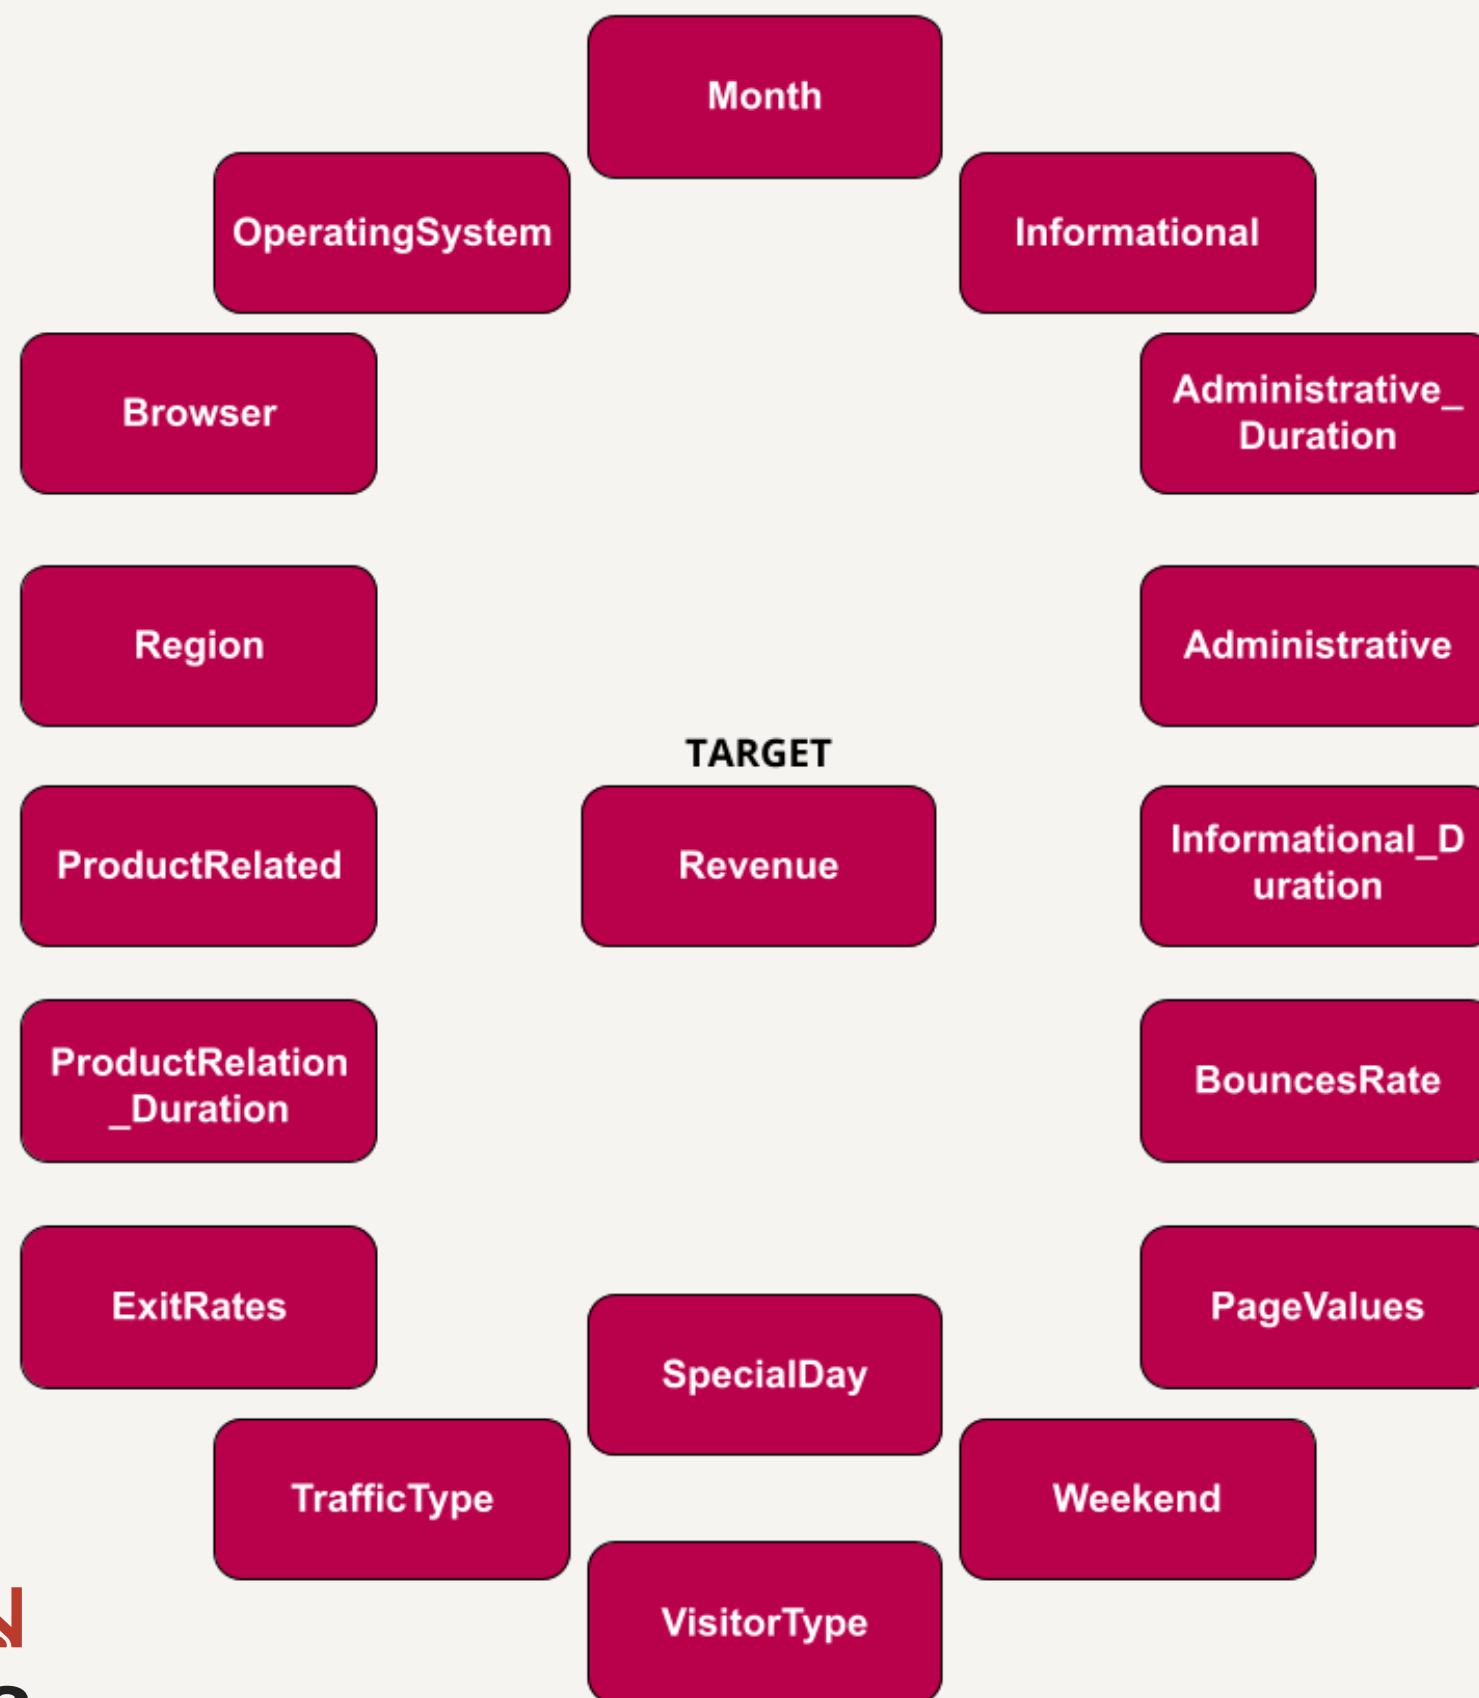 Month
OperatingSystem
Informational
Browser
Administrative_
Duration
Region
Administrative
TARGET
ProductRelated
Revenue
Informational_D
uration
ProductRelation
_Duration
BouncesRate
ExitRates
PageValues
SpecialDay
TrafficType
Weekend
VisitorType